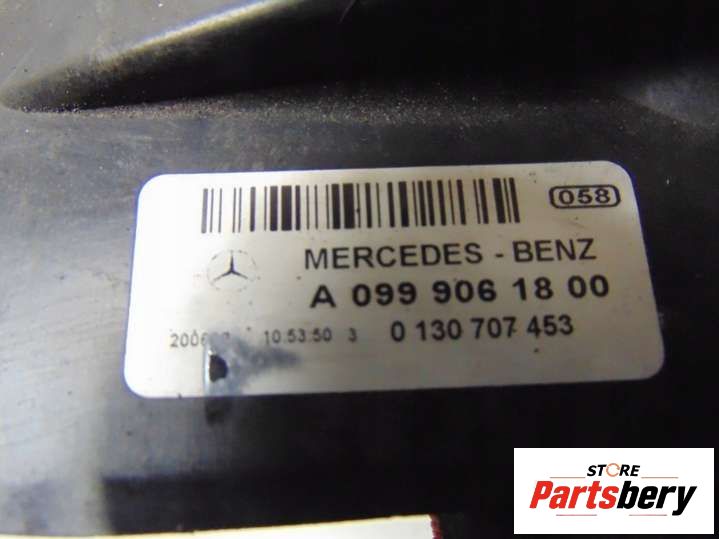 058
MERCEDES - BENZ
A 099 906 18 00
10.53.50 3 0 130 707 453
STORE
Partsbery